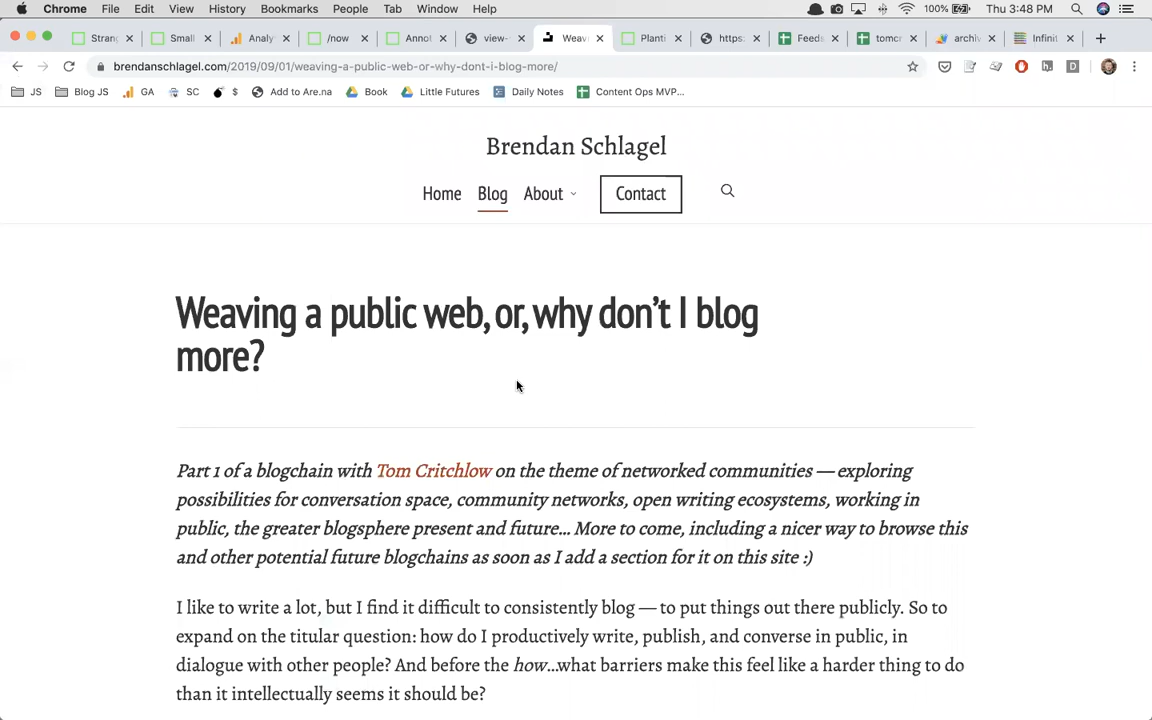 Chrome File Edit View History Bookmarks People Tab Window Help 100% Thu 3:48 PM
Strang Small Analy /now Annot view- Weavi Planti https: Feeds tomcr archiv Infinit
brendanschlagel.com/2019/09/01/weaving-a-public-web-or-why-dont-i-blog-more/
JS Blog JS GA SC $ Add to Are.na Book Little Futures Daily Notes Content Ops MVP...
Brendan Schlagel
Home Blog About Contact
Weaving a public web, or, why don’t I blog
more?
Part 1 of a blogchain with Tom Critchlow on the theme of networked communities — exploring
possibilities for conversation space, community networks, open writing ecosystems, working in
public, the greater blogsphere present and future… More to come, including a nicer way to browse this
and other potential future blogchains as soon as I add a section for it on this site :)
I like to write a lot, but I find it difficult to consistently blog — to put things out there publicly. So to
expand on the titular question: how do I productively write, publish, and converse in public, in
dialogue with other people? And before the how…what barriers make this feel like a harder thing to do
than it intellectually seems it should be?